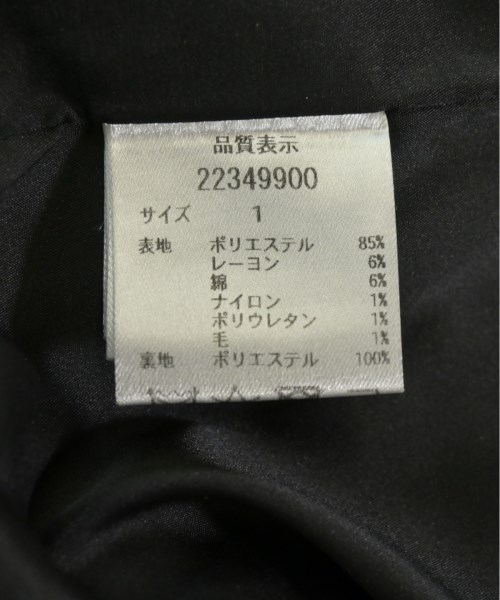 品質表示
22349900
サイズ 1
表地 ポリエステル 85%
レーヨン 6%
綿 6%
ナイロン 1%
ポリウレタン 1%
毛 1%
裏地 ポリエステル 100%